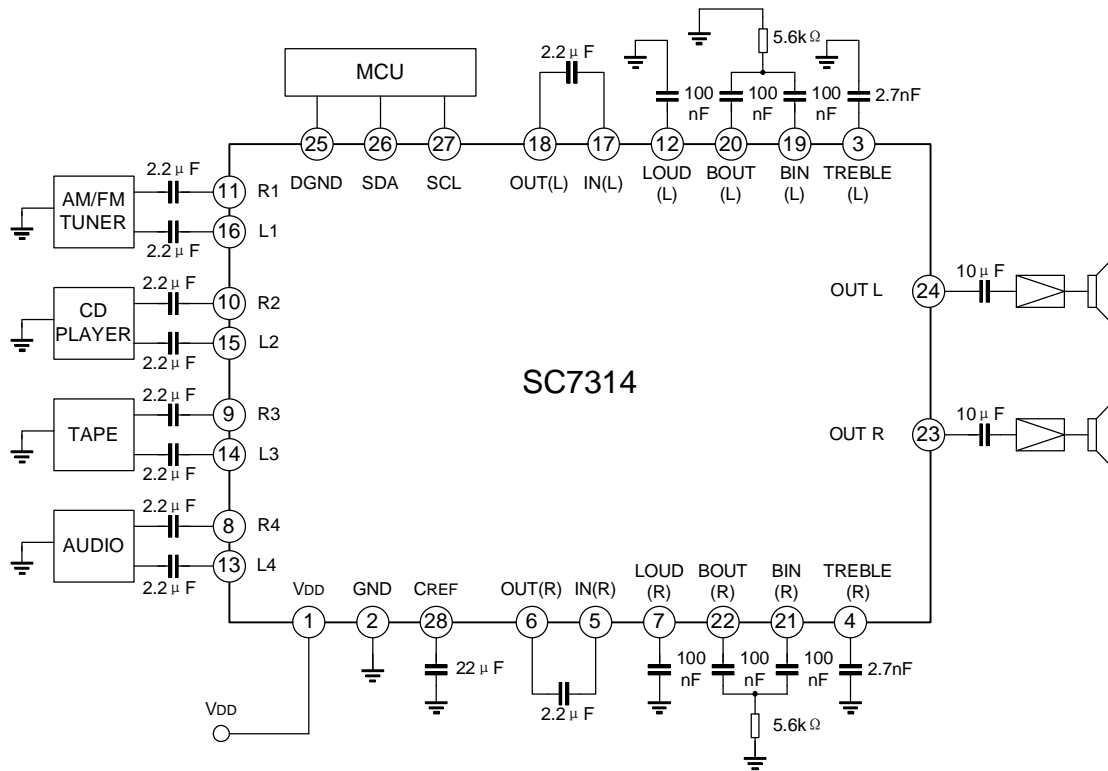 5.6kΩ
2.2μF
MCU
100
nF
100
nF
100
nF
2.7nF
25
26
27
18
17
12
20
19
3
DGND
SDA
SCL
OUT(L)
IN(L)
LOUD
(L)
BOUT
(L)
BIN
(L)
TREBLE
(L)
AM/FM
TUNER
2.2μF
11
R1
2.2μF
16
L1
CD
PLAYER
2.2μF
10
R2
2.2μF
15
L2
TAPE
2.2μF
9
R3
2.2μF
14
L3
AUDIO
2.2μF
8
R4
2.2μF
13
L4
SC7314
OUT L
24
10μF
OUT R
23
10μF
VDD
GND
CREF
OUT(R)
IN(R)
LOUD
(R)
BOUT
(R)
BIN
(R)
TREBLE
(R)
1
2
28
6
5
7
22
21
4
22μF
2.2μF
100
nF
100
nF
100
nF
2.7nF
5.6kΩ
VDD